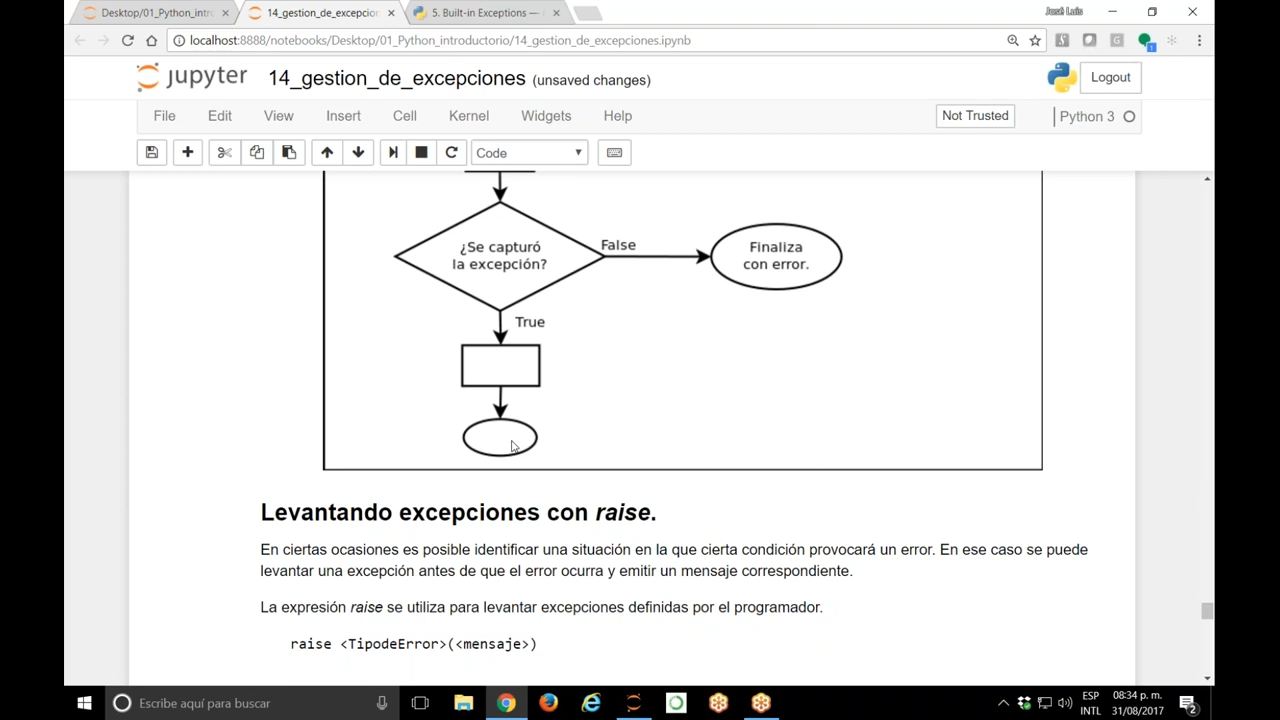 Desktop/01_Python_intro
14_gestion_de_excepcion
5. Built-in Exceptions —
José Luis
localhost:8888/notebooks/Desktop/01_Python_introductorio/14_gestion_de_excepciones.ipynb
1
jupyter
14_gestion_de_excepciones (unsaved changes)
Logout
File Edit View Insert Cell Kernel Widgets Help
Not Trusted
Python 3
Code
¿Se capturó
la excepción?
False
Finaliza
con error.
True
Levantando excepciones con raise.
En ciertas ocasiones es posible identificar una situación en la que cierta condición provocará un error. En ese caso se puede
levantar una excepción antes de que el error ocurra y emitir un mensaje correspondiente.
La expresión raise se utiliza para levantar excepciones definidas por el programador.
raise <TipodeError>(<mensaje>)
Escribe aquí para buscar
ESP
INTL
08:34 p. m.
31/08/2017
2